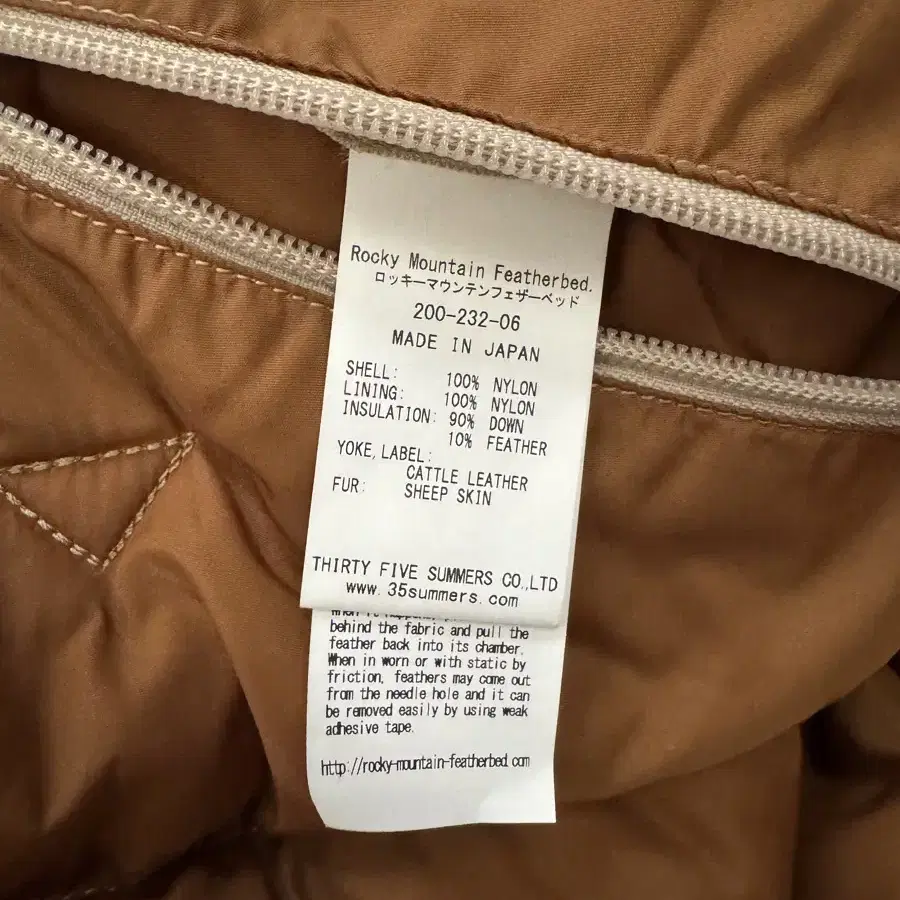 Rocky Mountain Featherbed.
ロッキーマウンテンフェザーベッド
200-232-06
MADE IN JAPAN
SHELL: 100% NYLON
LINING: 100% NYLON
INSULATION: 90% DOWN
10% FEATHER
YOKE, LABEL:
CATTLE LEATHER
FUR: SHEEP SKIN
THIRTY FIVE SUMMERS CO.,LTD
www.35summers.com
behind the fabric and pull the
feather back into its chamber.
When in worn or with static by
friction, feathers may come out
from the needle hole and it can
be removed easily by using weak
adhesive tape.
http://rocky-mountain-featherbed.com